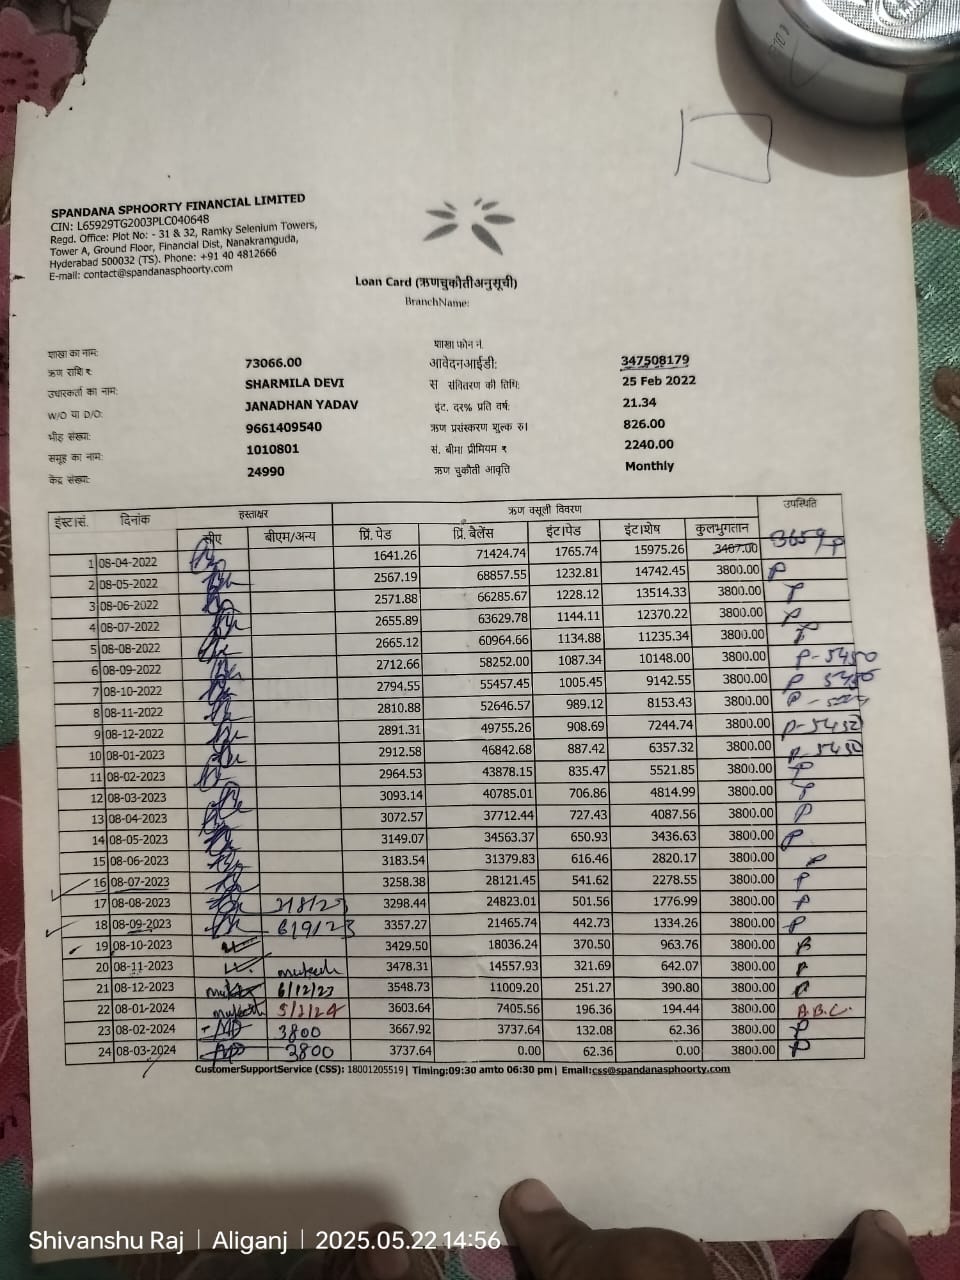 SPANDANA SPHOORTY FINANCIAL LIMITED
CIN: L65929TG2003PLC040648
Regd. Office: Plot No: - 31 & 32, Ramky Selenium Towers,
Tower A, Ground Floor, Financial Dist, Nanakramguda,
Hyderabad 500032 (TS). Phone: +91 40 4812666
E-mail: contact@spandanasphoorty.com
Loan Card (ऋणचुकौतीअनुसूची)
BranchName:
शाखा का नाम: शाखा फोन नं.
ऋण राशि ₹: 73066.00 आवेदनआईडी: 347508179
उधारकर्ता का नाम: SHARMILA DEVI सं संवितरण की तिथि: 25 Feb 2022
W/O या D/O: JANADHAN YADAV इंट. दर% प्रति वर्ष: 21.34
9661409540 ऋण प्रसंस्करण शुल्क रु। 826.00
समूह का नाम: 1010801 सं. बीमा प्रीमियम ₹ 2240.00
केंद्र संख्या: 24990 ऋण चुकौती आवृत्ति Monthly
इंस्टासं. दिनांक हस्ताक्षर ऋण वसूली विवरण उपस्थिति
सीए बीएम/अन्य प्रिं. पेड प्रिं. बैलेंस इंटापेड इंटाशेष कुलभुगतान
1 08-04-2022 1641.26 71424.74 1765.74 15975.26 3407.00 3659 P
2 08-05-2022 2567.19 68857.55 1232.81 14742.45 3800.00 P
3 08-06-2022 2571.88 66285.67 1228.12 13514.33 3800.00 P
4 08-07-2022 2655.89 63629.78 1144.11 12370.22 3800.00 P
5 08-08-2022 2665.12 60964.66 1134.88 11235.34 3800.00 P
6 08-09-2022 2712.66 58252.00 1087.34 10148.00 3800.00 P-5450
7 08-10-2022 2794.55 55457.45 1005.45 9142.55 3800.00 P 5450
8 08-11-2022 2810.88 52646.57 989.12 8153.43 3800.00 P
9 08-12-2022 2891.31 49755.26 908.69 7244.74 3800.00 P-5450
10 08-01-2023 2912.58 46842.68 887.42 6357.32 3800.00 P-5450
11 08-02-2023 2964.53 43878.15 835.47 5521.85 3800.00 P
12 08-03-2023 3093.14 40785.01 706.86 4814.99 3800.00 P
13 08-04-2023 3072.57 37712.44 727.43 4087.56 3800.00 P
14 08-05-2023 3149.07 34563.37 650.93 3436.63 3800.00 P
15 08-06-2023 3183.54 31379.83 616.46 2820.17 3800.00 P
16 08-07-2023 3258.38 28121.45 541.62 2278.55 3800.00 P
17 08-08-2023 2/8/23 3298.44 24823.01 501.56 1776.99 3800.00 P
18 08-09-2023 6/9/23 3357.27 21465.74 442.73 1334.26 3800.00 P
19 08-10-2023 3429.50 18036.24 370.50 963.76 3800.00 P
20 08-11-2023 mukesh 3478.31 14557.93 321.69 642.07 3800.00 P
21 08-12-2023 6/12/23 3548.73 11009.20 251.27 390.80 3800.00 P
22 08-01-2024 mukesh 5/1/24 3603.64 7405.56 196.36 194.44 3800.00 A.B.C.
23 08-02-2024 3800 3667.92 3737.64 132.08 62.36 3800.00 P
24 08-03-2024 3800 3737.64 0.00 62.36 0.00 3800.00 P
CustomerSupportService (CSS): 18001205519| Timing:09:30 amto 06:30 pm| Email:css@spandanasphoorty.com
Shivanshu Raj | Aliganj | 2025.05.22 14:56